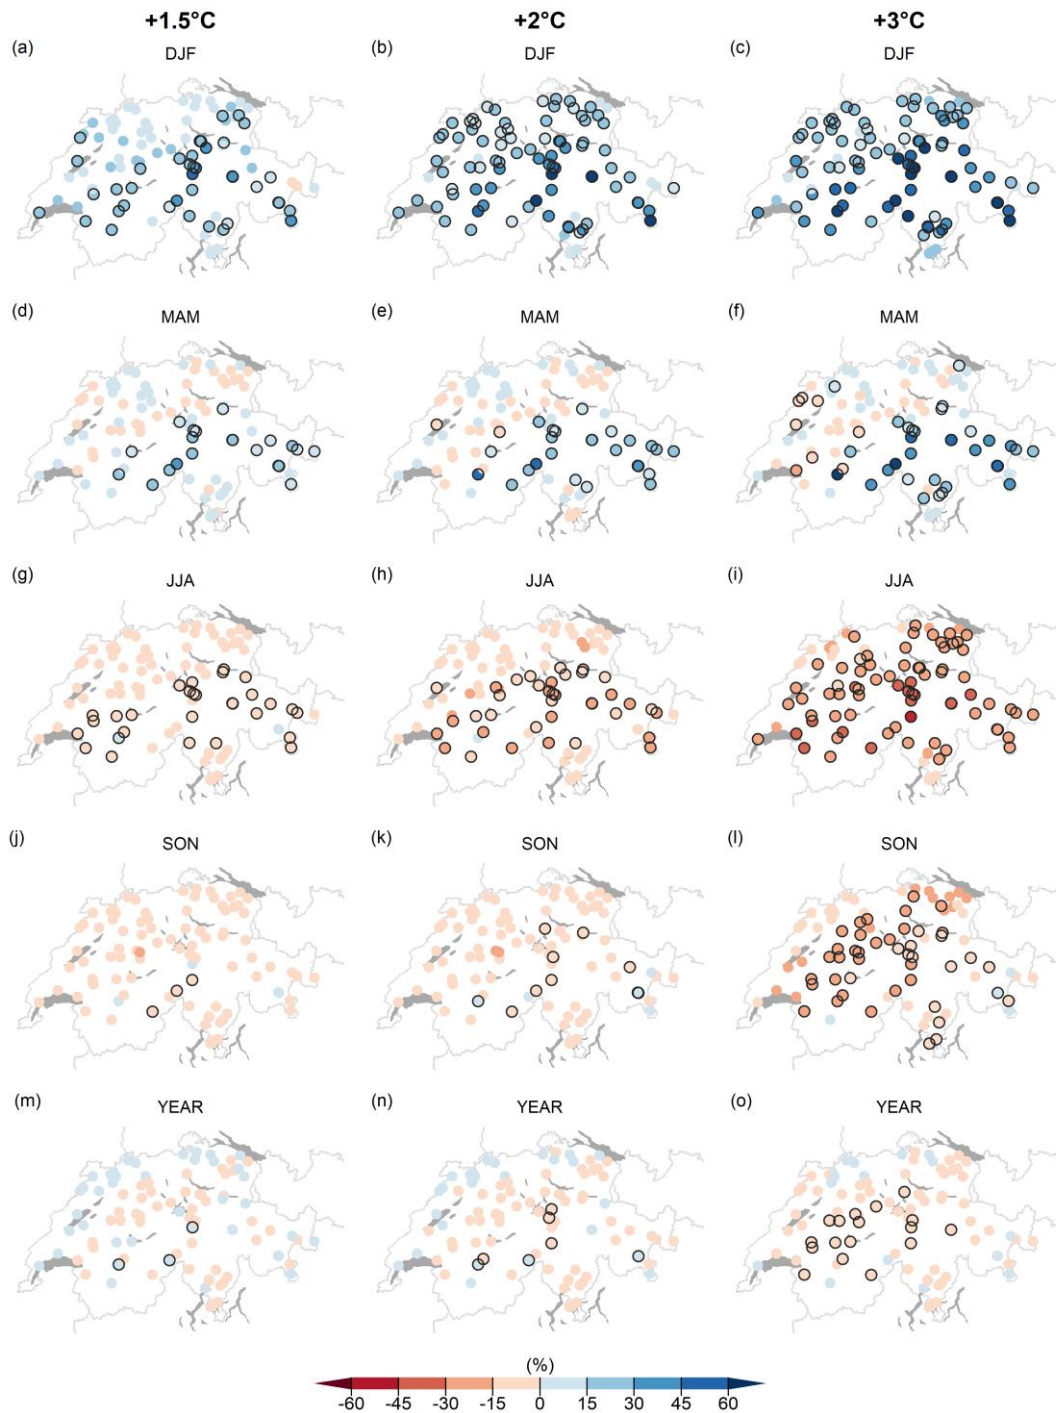 +1.5°C +2°C +3°C
(a) (b) (c)
DJF DJF DJF
(d) (e) (f)
MAM MAM MAM
(g) (h) (i)
JJA JJA JJA
(j) (k) (l)
SON SON SON
(m) (n) (o)
YEAR YEAR YEAR
(%)
-60 -45 -30 -15 0 15 30 45 60